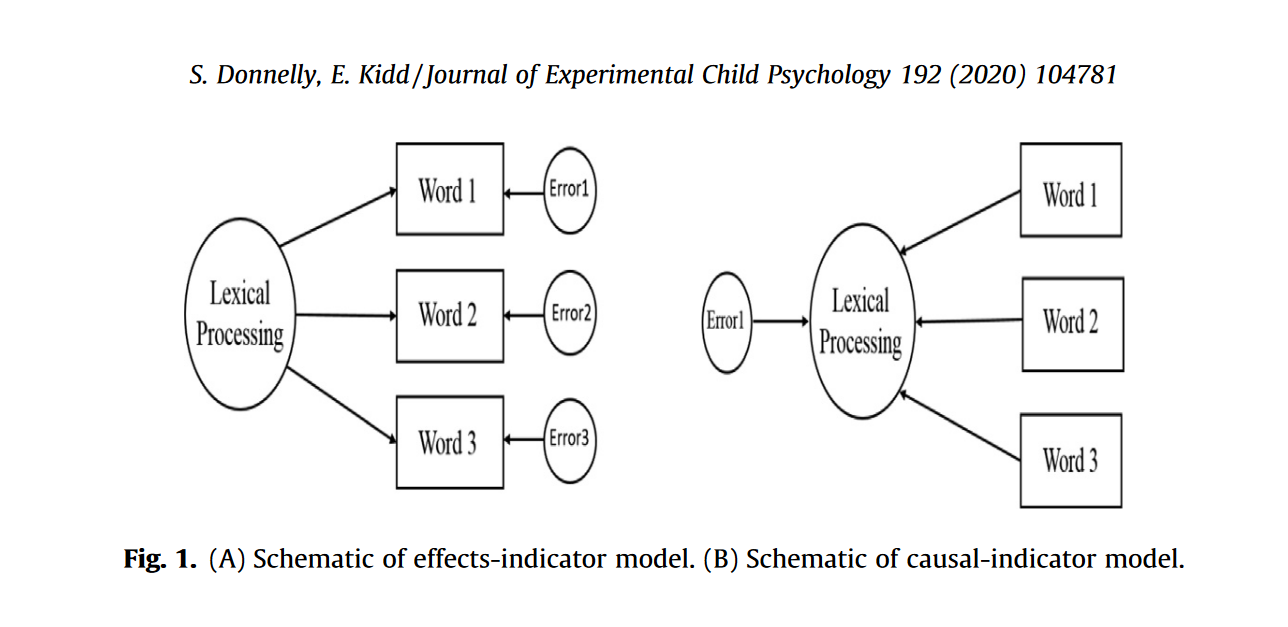 S. Donnelly, E. Kidd / Journal of Experimental Child Psychology 192 (2020) 104781
Lexical
Processing
Word 1
Error1
Word 2
Error2
Word 3
Error3
Error1
Lexical
Processing
Word 1
Word 2
Word 3
Fig. 1. (A) Schematic of effects-indicator model. (B) Schematic of causal-indicator model.